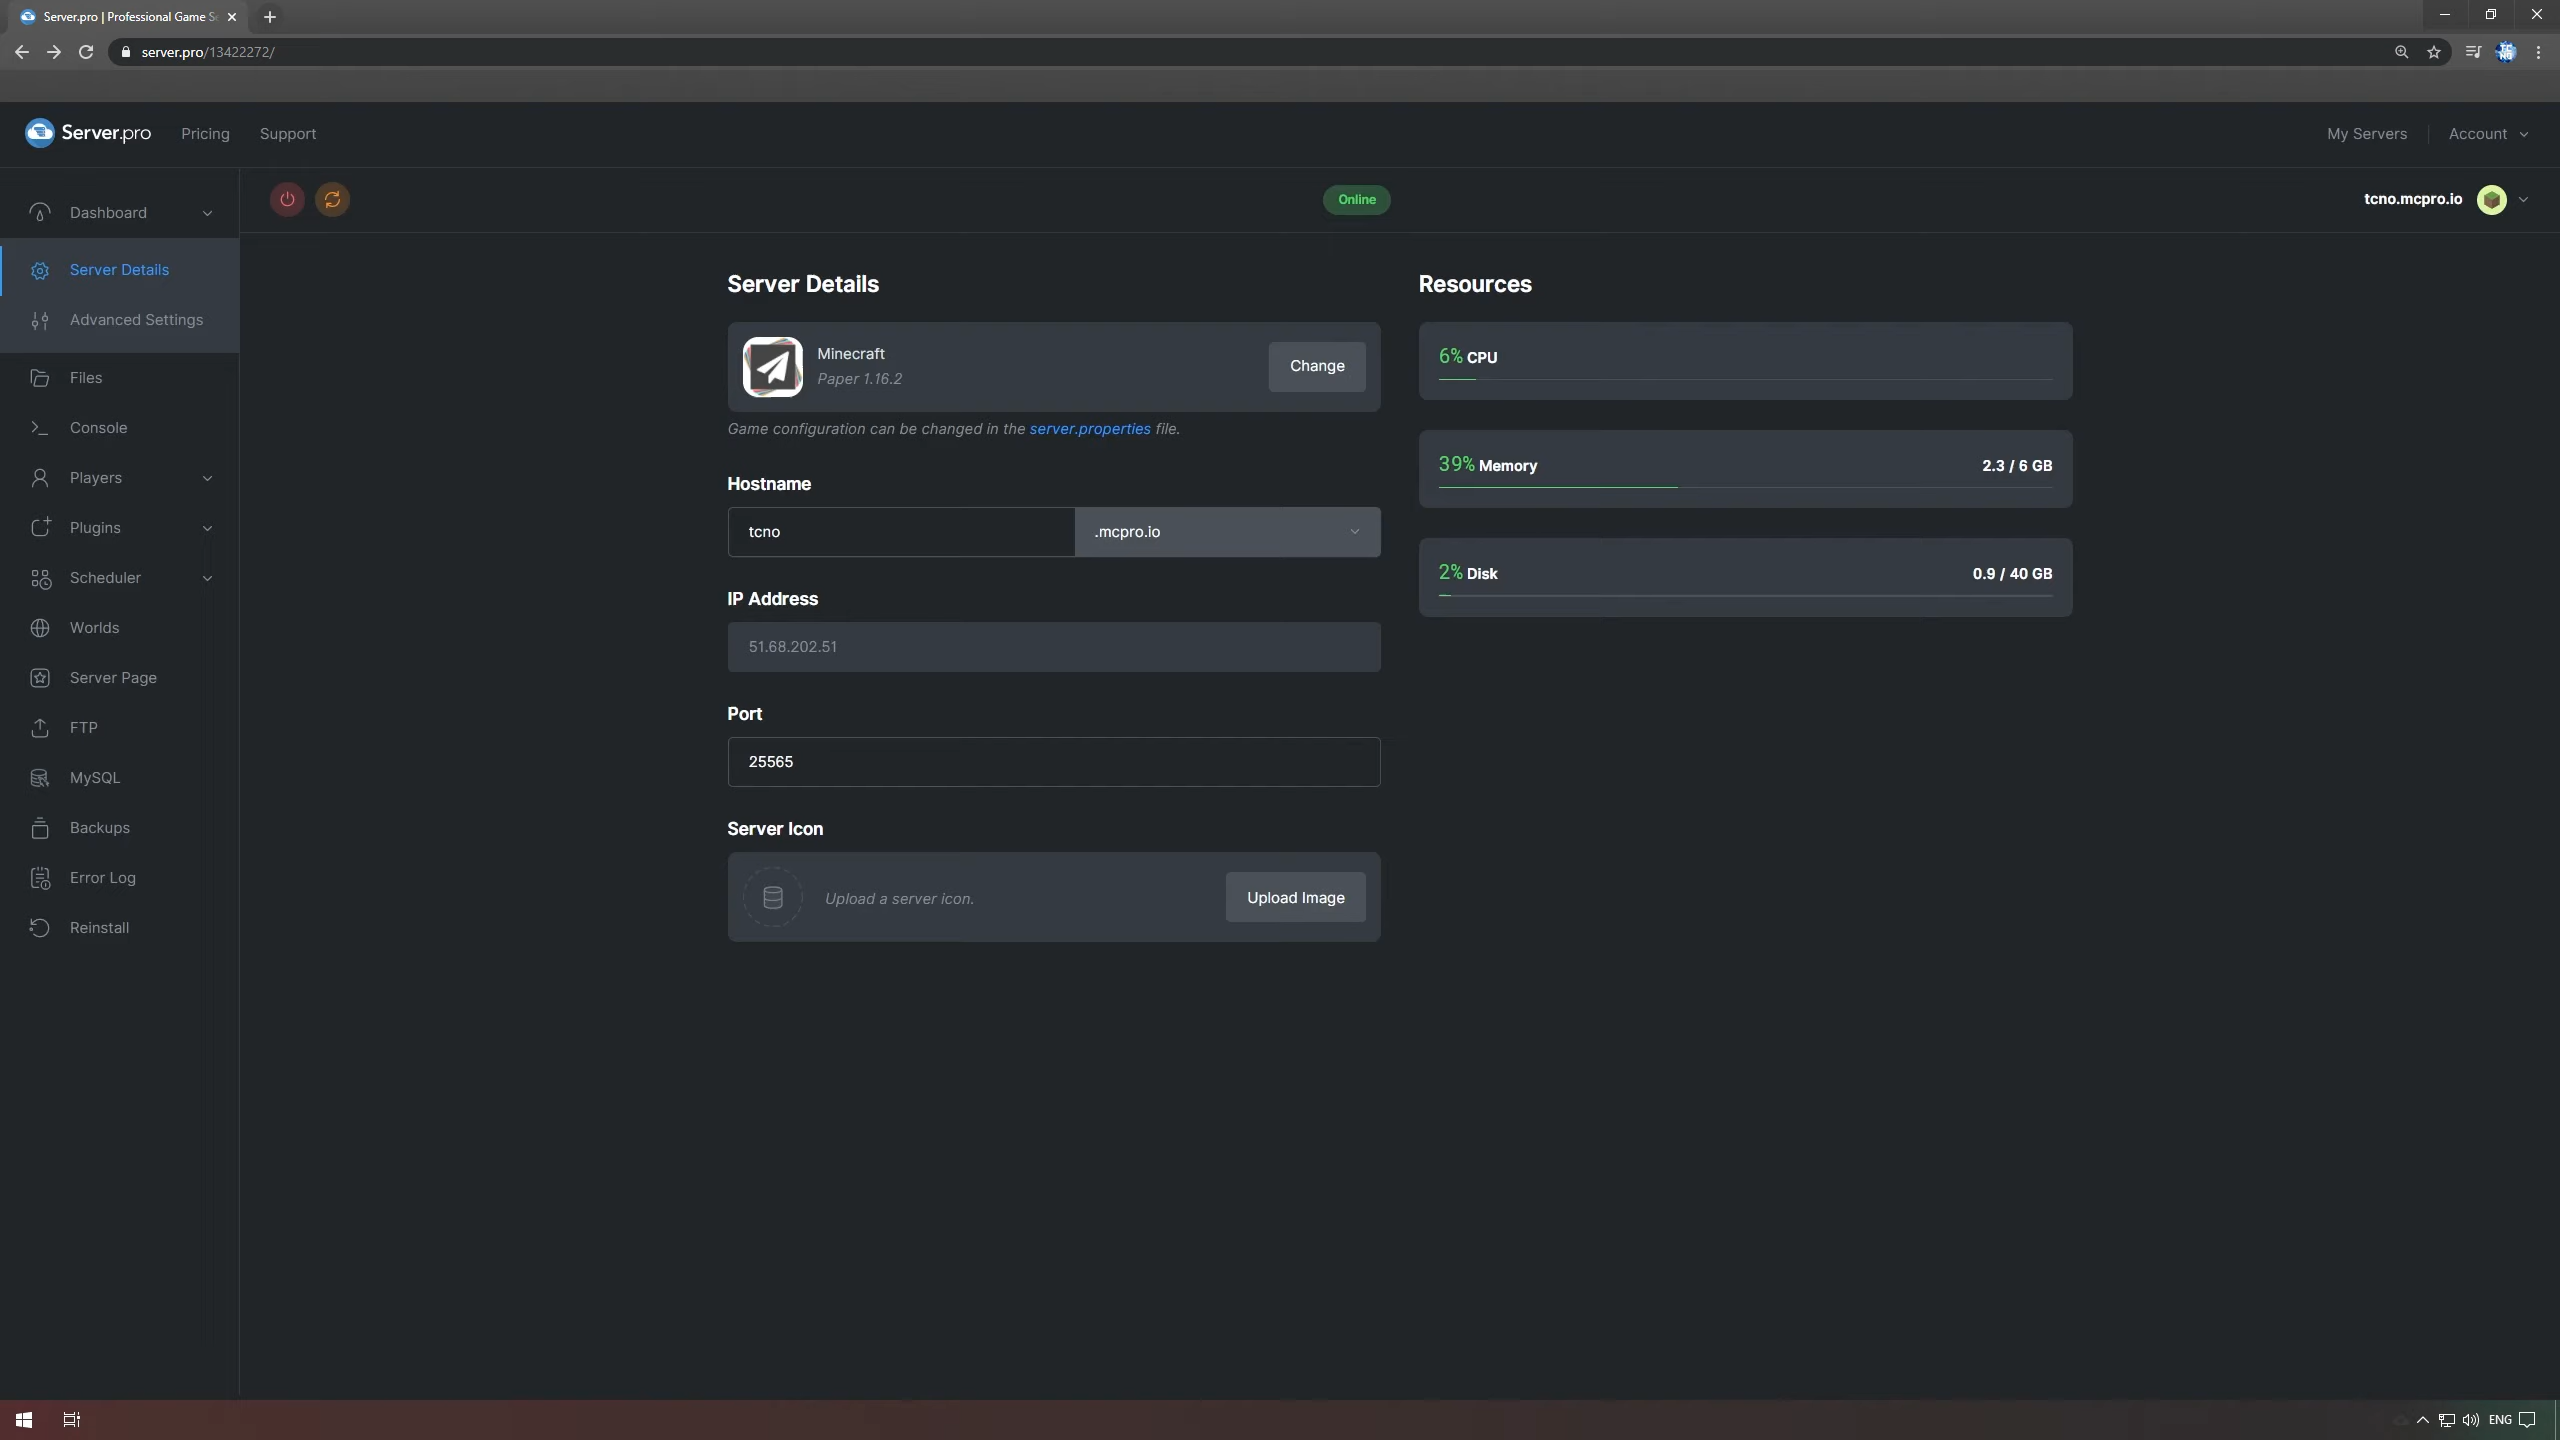 Server.pro | Professional Game S
server.pro/13422272/
Server.pro
Pricing
Support
My Servers
Account
Online
tcno.mcpro.io
Dashboard
Server Details
Advanced Settings
Files
Console
Players
Plugins
Scheduler
Worlds
Server Page
FTP
MySQL
Backups
Error Log
Reinstall
Server Details
Minecraft
Paper 1.16.2
Change
Game configuration can be changed in the server.properties file.
Hostname
tcno
.mcpro.io
IP Address
51.68.202.51
Port
25565
Server Icon
Upload a server icon.
Upload Image
Resources
6% CPU
39% Memory
2.3 / 6 GB
2% Disk
0.9 / 40 GB
ENG